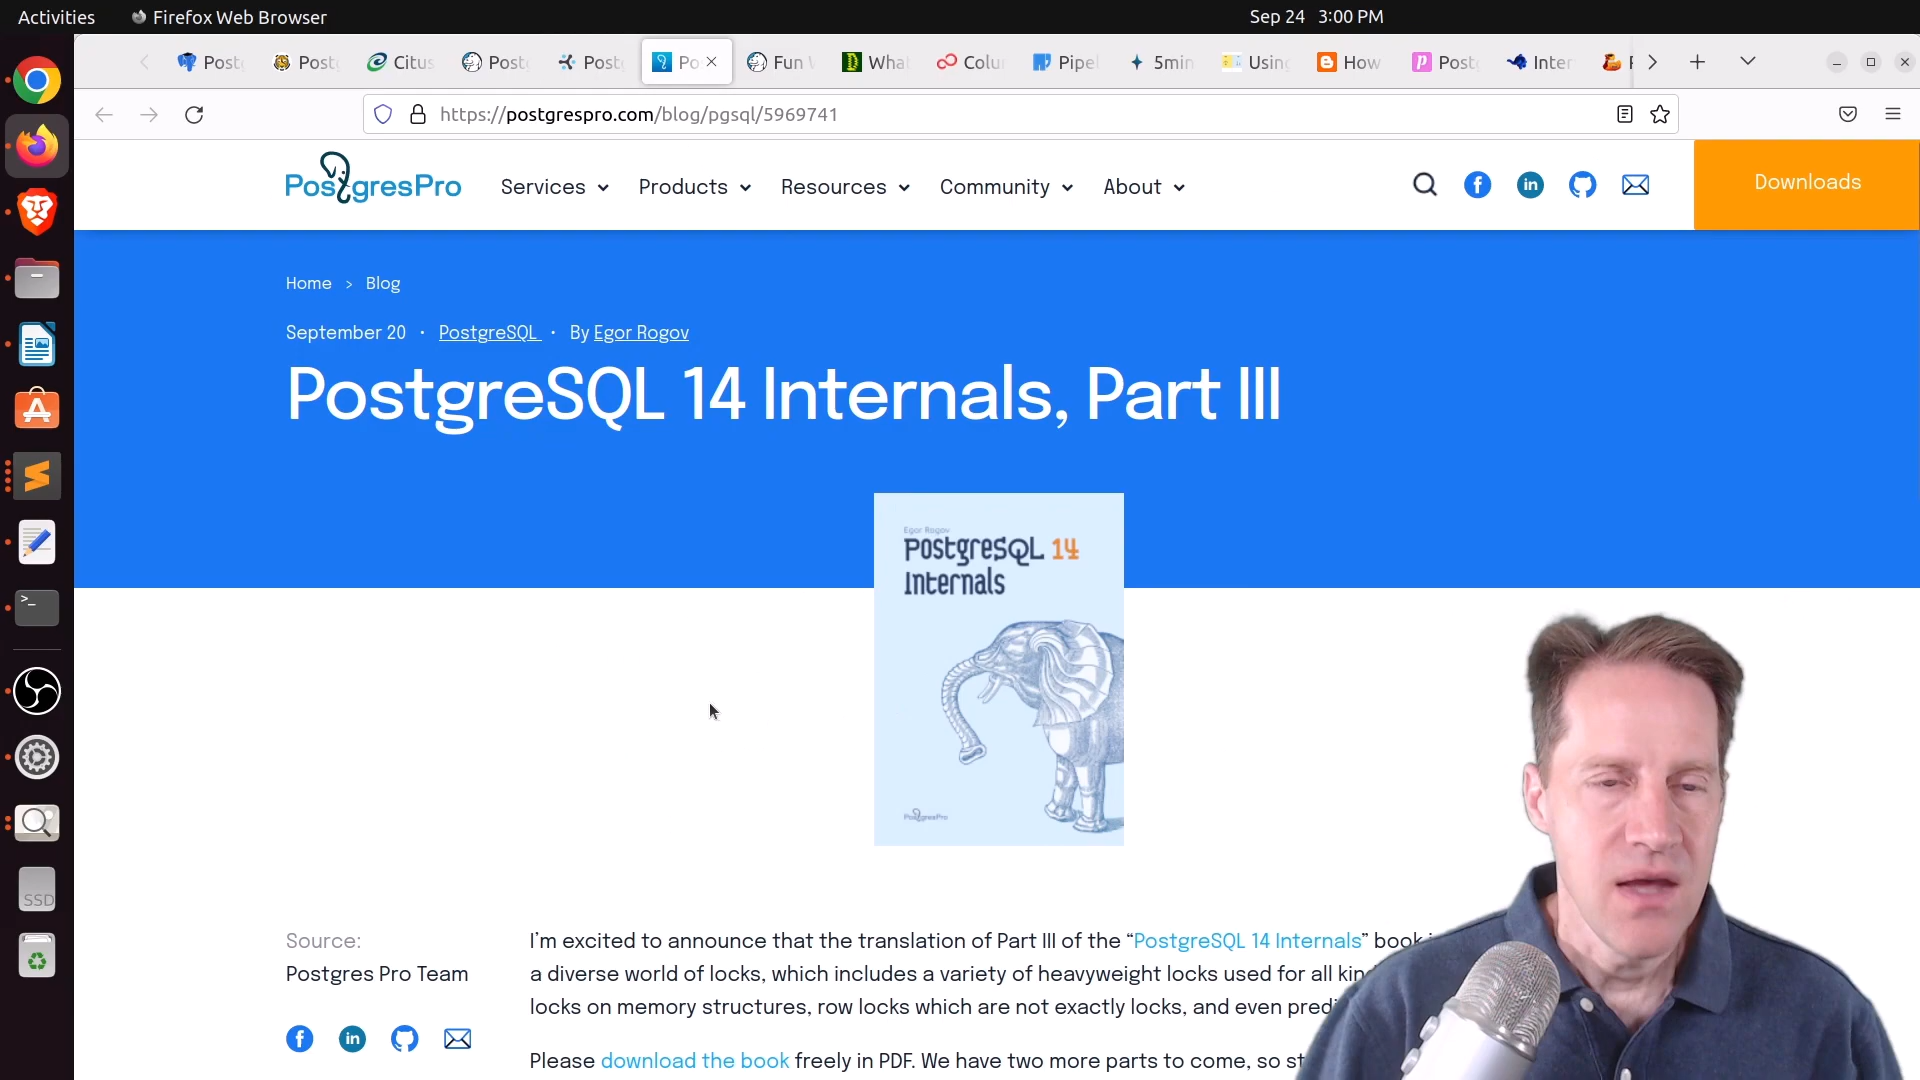 Activities Firefox Web Browser Sep 24 3:00 PM
Post Post Citus Post Post Po Fun What Colu Pipel 5min Using How Post Inter
https://postgrespro.com/blog/pgsql/5969741
PostgresPro Services Products Resources Community About Downloads
Home > Blog
September 20 · PostgreSQL · By Egor Rogov
PostgreSQL 14 Internals, Part III
Egor Rogov
PostgreSQL 14
Internals
PostgresPro
Source:
Postgres Pro Team
I'm excited to announce that the translation of Part III of the “PostgreSQL 14 Internals” book
a diverse world of locks, which includes a variety of heavyweight locks used for all
locks on memory structures, row locks which are not exactly locks, and even
Please download the book freely in PDF. We have two more parts to come, so
SSD